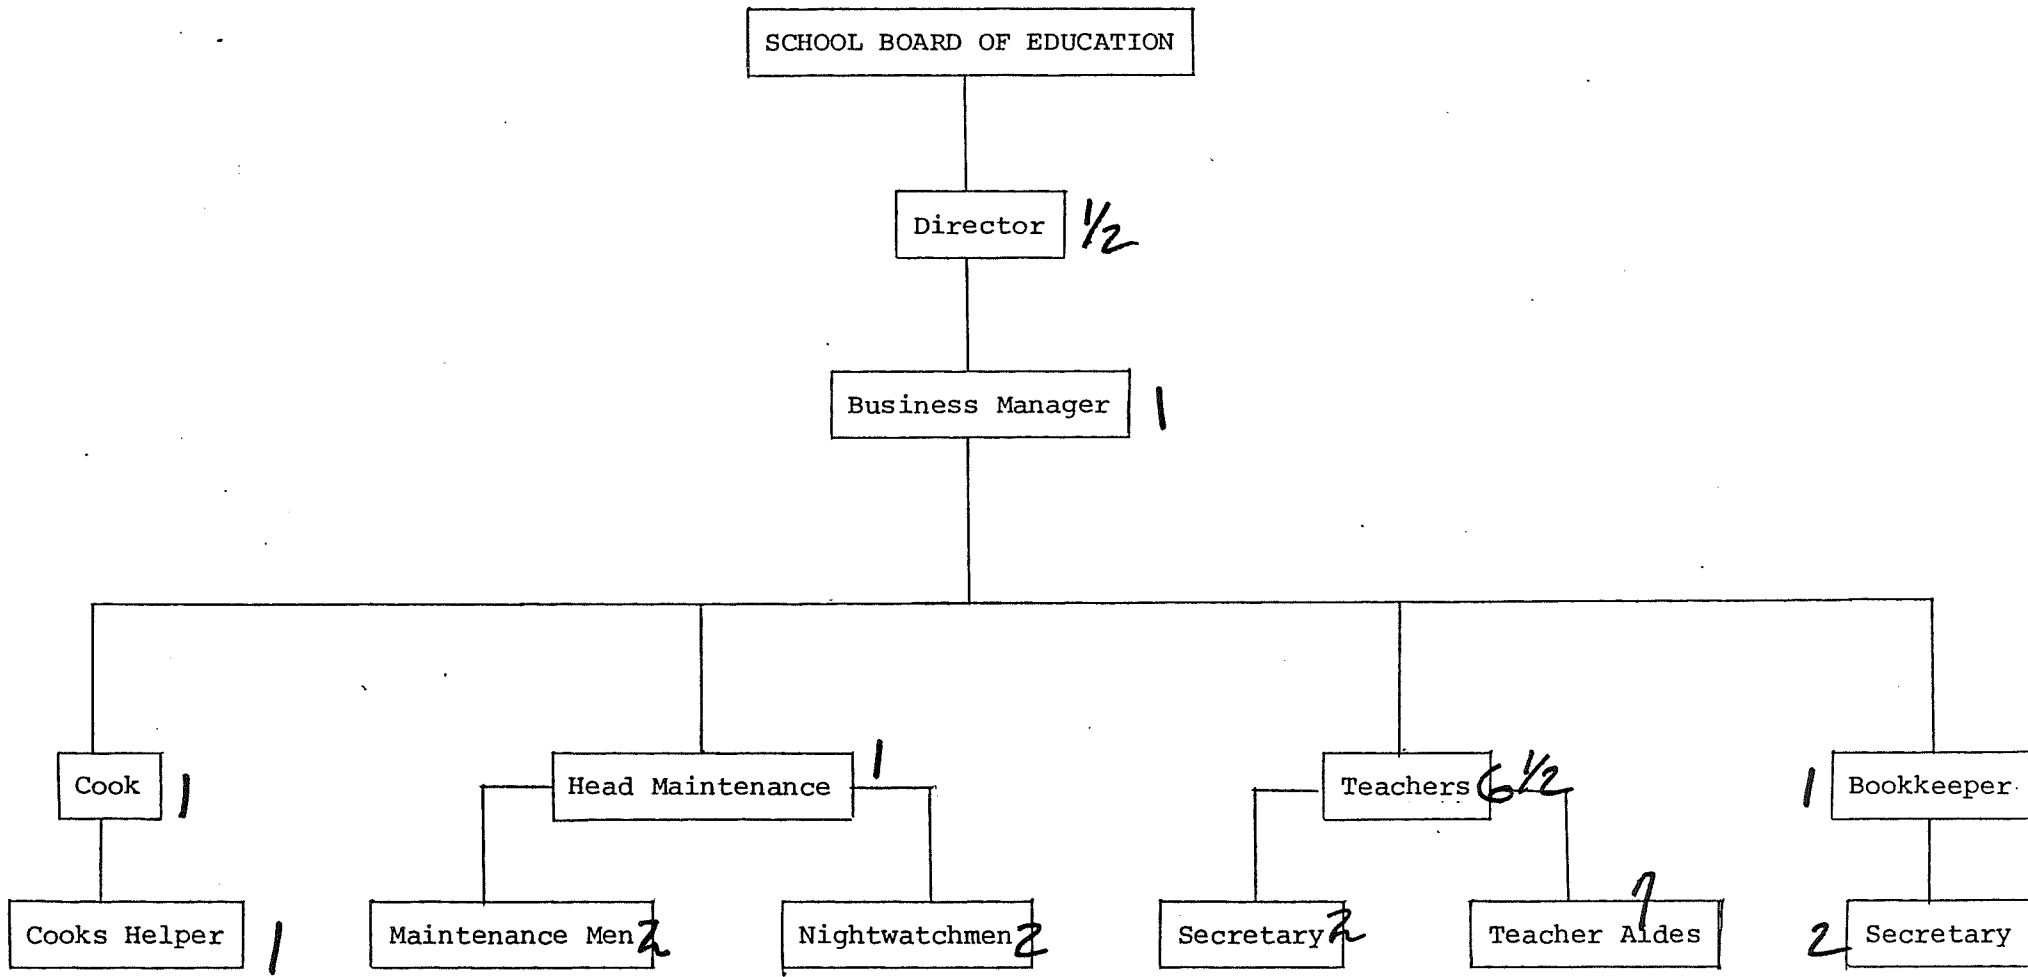 SCHOOL BOARD OF EDUCATION
Director 1/2
Business Manager 1
Cook 1
Head Maintenance 1
Teachers 6 1/2
1 Bookkeeper
Cooks Helper 1
Maintenance Men 2
Nightwatchmen 2
Secretary 2
Teacher Aides 7
2 Secretary